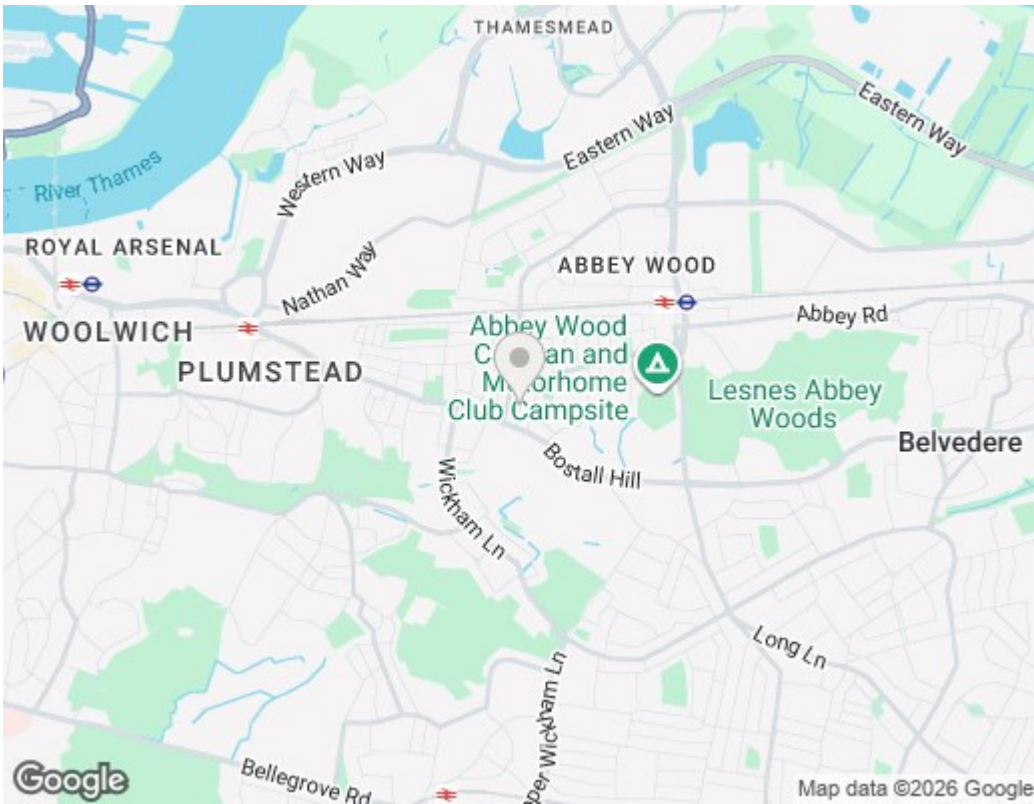 THAMESMEAD
Eastern Way
Eastern Way
River Thames
Western Way
ROYAL ARSENAL
Nathan Way
ABBEY WOOD
WOOLWICH
PLUMSTEAD
Abbey Rd
Abbey Wood
and
Club Campsite
Lesnes Abbey
Woods
Belvedere
Bostall Hill
Wickham Ln
Long Ln
Wickham Ln
Bellegrove Rd
Google
Map data ©2026 Google